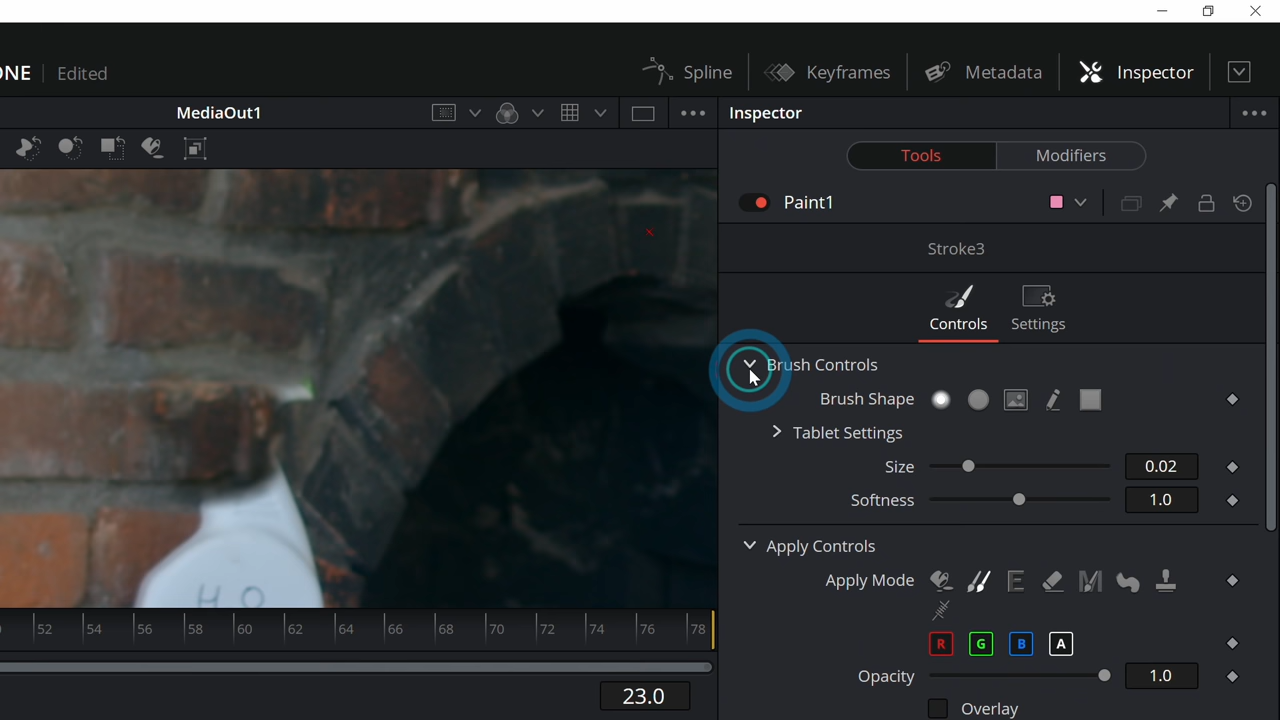 ONE Edited Spline Keyframes Metadata Inspector
MediaOut1 Inspector
Tools Modifiers
Paint1
Stroke3
Controls Settings
Brush Controls
Brush Shape
Tablet Settings
Size 0.02
Softness 1.0
Apply Controls
Apply Mode
R G B A
Opacity 1.0
Overlay
H O
52 54 56 58 60 62 64 66 68 70 72 74 76 78
23.0